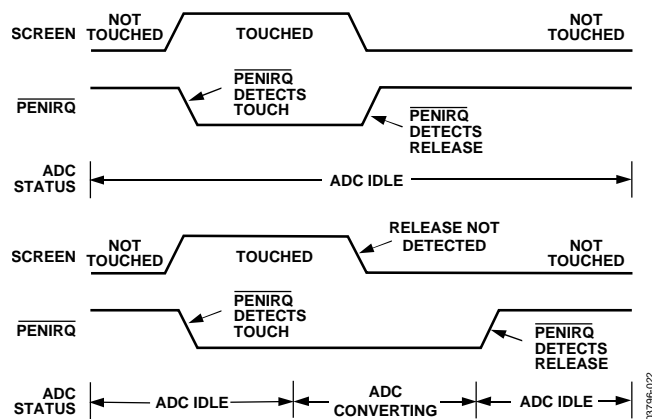 SCREEN
NOT
TOUCHED
TOUCHED
NOT
TOUCHED
PENIRQ
PENIRQ
DETECTS
TOUCH
PENIRQ
DETECTS
RELEASE
ADC
STATUS
ADC IDLE
SCREEN
NOT
TOUCHED
TOUCHED
RELEASE NOT
DETECTED
NOT
TOUCHED
PENIRQ
PENIRQ
DETECTS
TOUCH
PENIRQ
DETECTS
RELEASE
ADC
STATUS
ADC IDLE
ADC
CONVERTING
ADC IDLE
03796-022